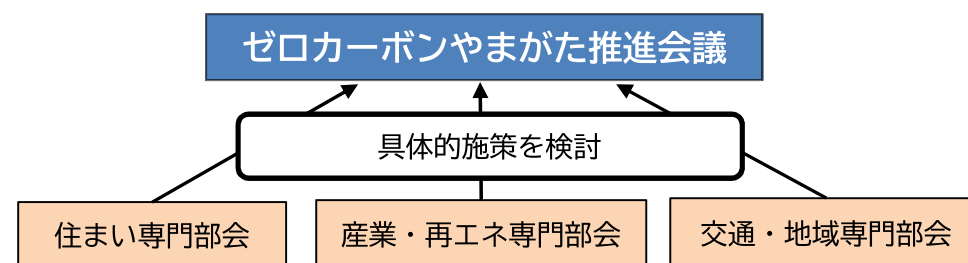 ゼロカーボンやまがた推進会議
具体的施策を検討
住まい専門部会
産業・再エネ専門部会
交通・地域専門部会